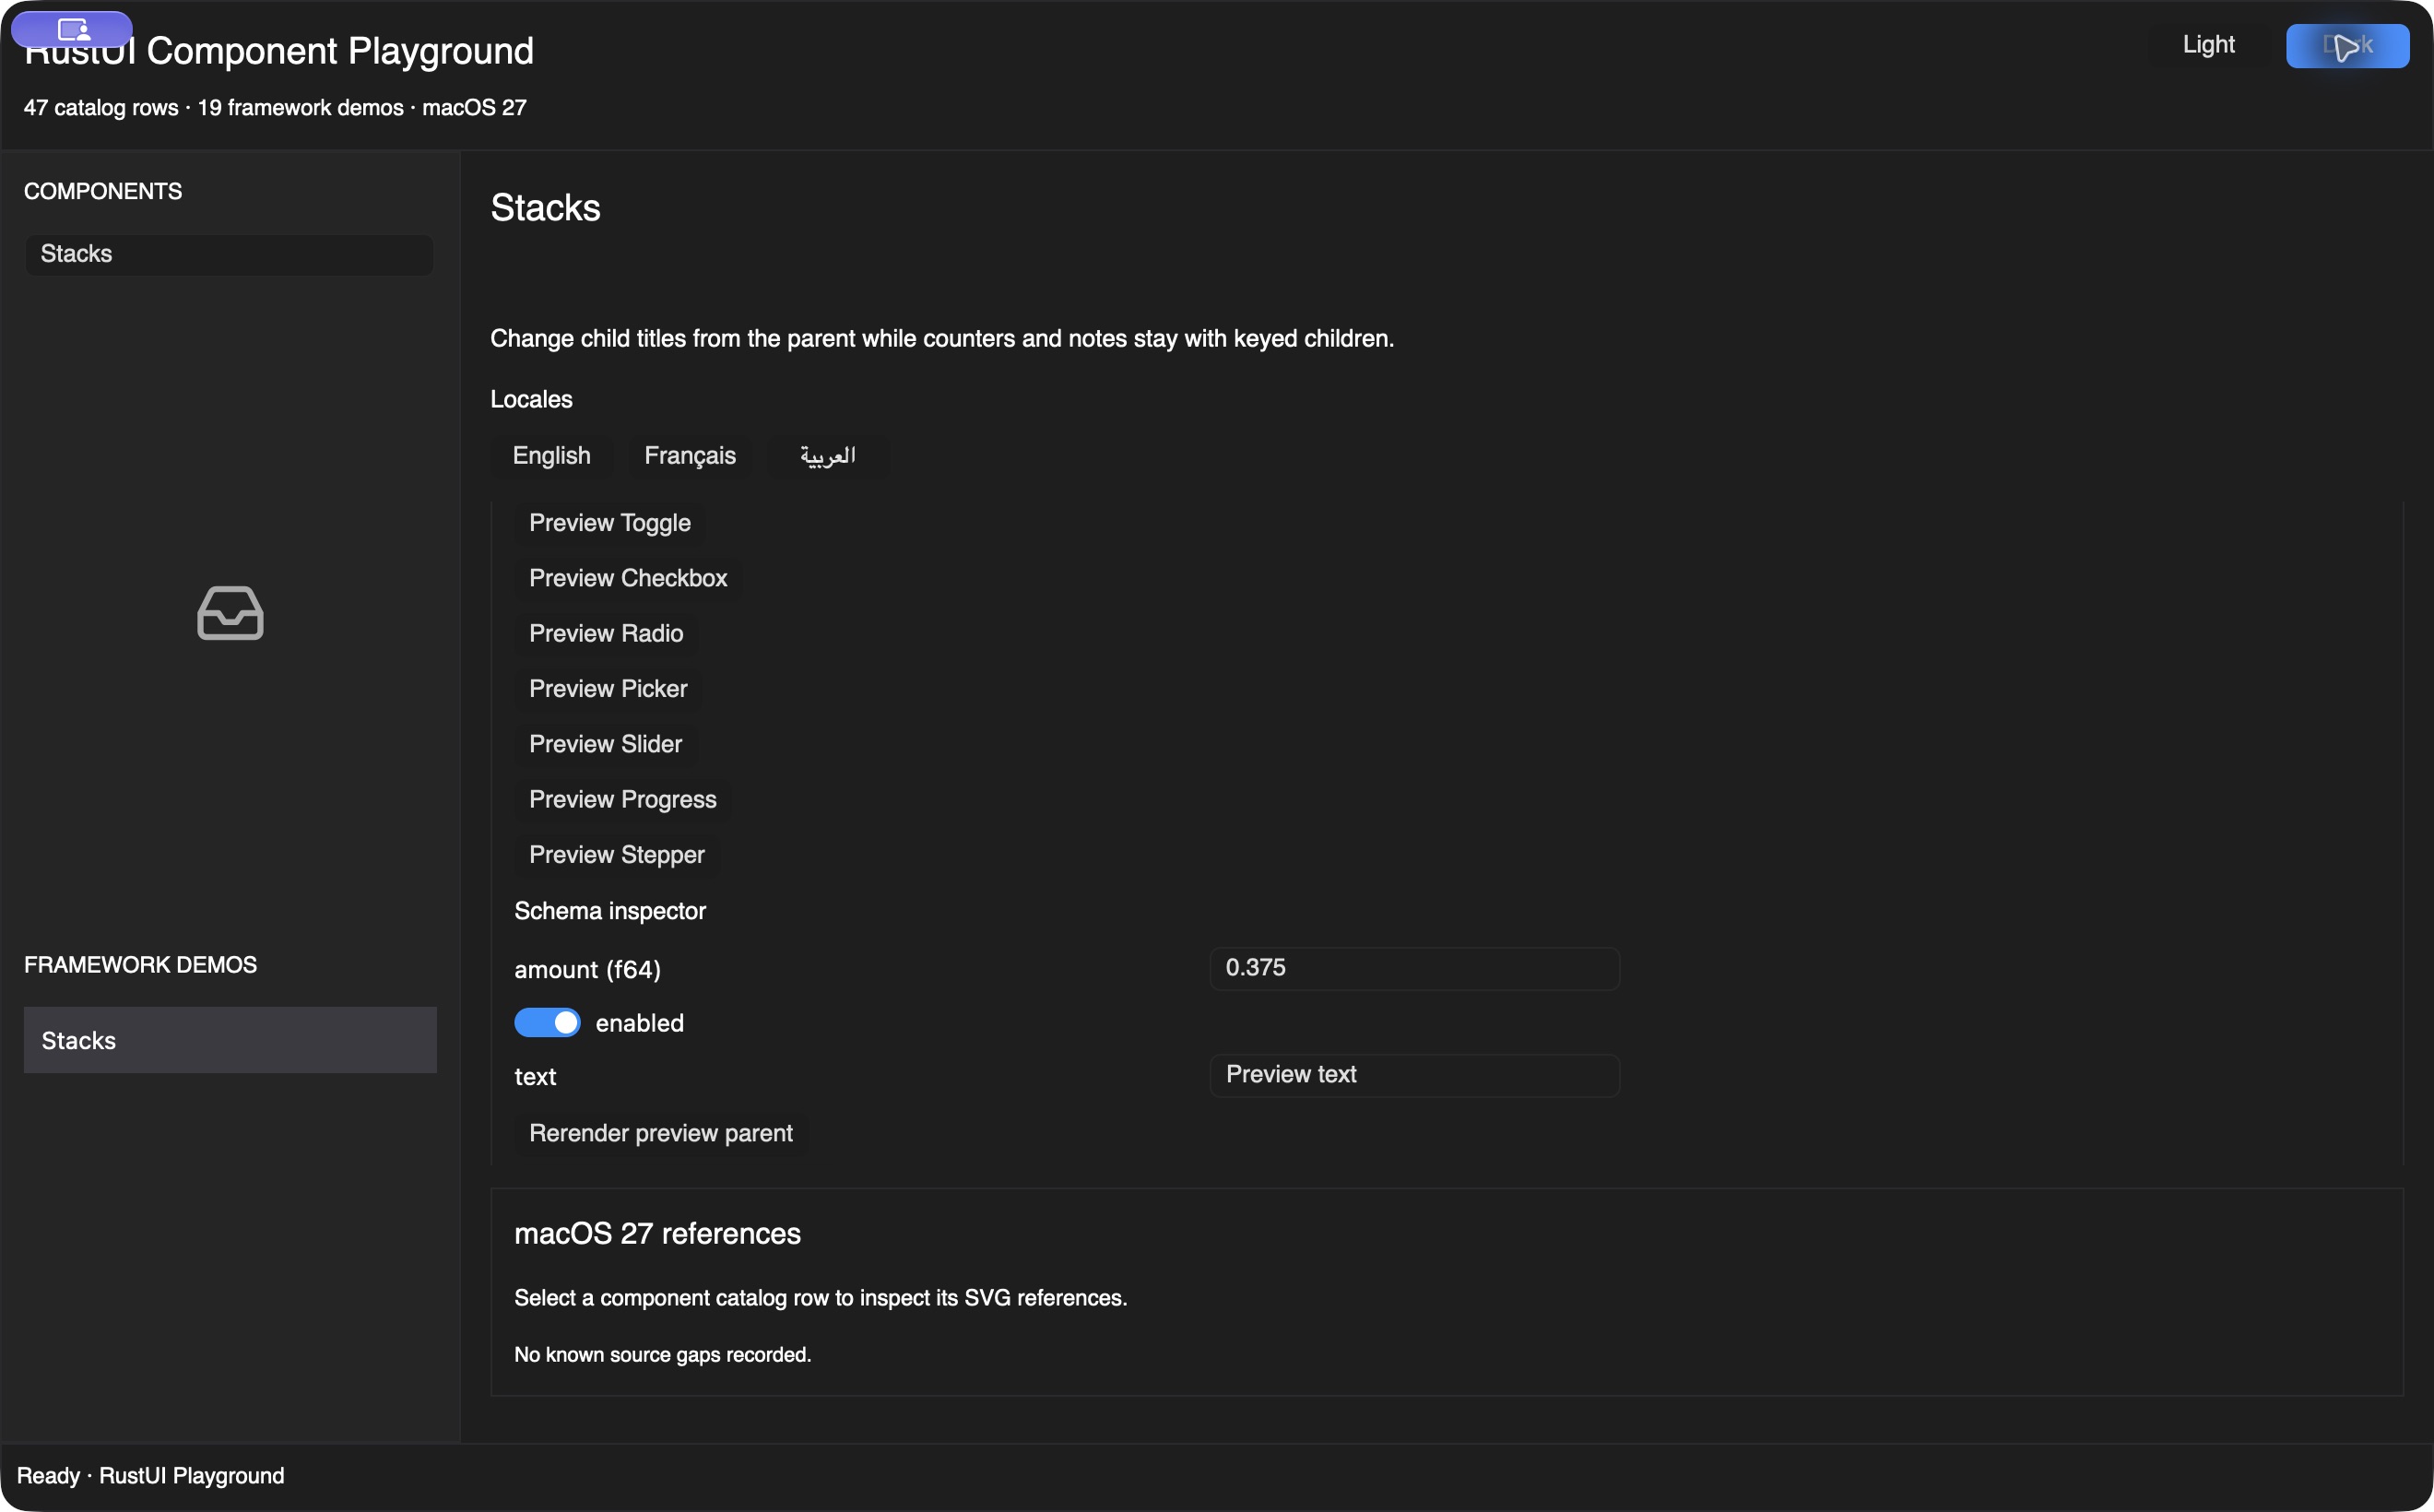 RustUI Component Playground
Light
47 catalog rows · 19 framework demos · macOS 27
COMPONENTS
Stacks
FRAMEWORK DEMOS
Stacks
Stacks
Change child titles from the parent while counters and notes stay with keyed children.
Locales
English Français العربية
Preview Toggle
Preview Checkbox
Preview Radio
Preview Picker
Preview Slider
Preview Progress
Preview Stepper
Schema inspector
amount (f64) 0.375
enabled
text Preview text
Rerender preview parent
macOS 27 references
Select a component catalog row to inspect its SVG references.
No known source gaps recorded.
Ready · RustUI Playground